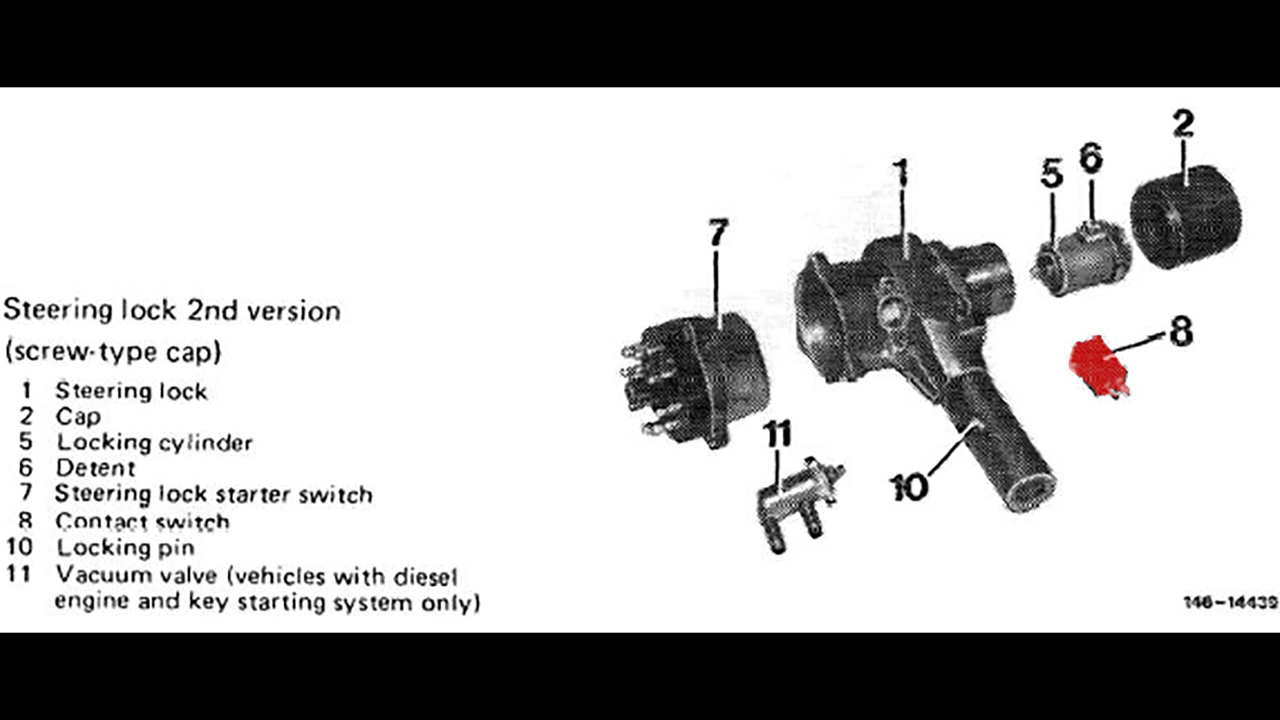 Steering lock 2nd version
(screw-type cap)
1 Steering lock
2 Cap
5 Locking cylinder
6 Detent
7 Steering lock starter switch
8 Contact switch
10 Locking pin
11 Vacuum valve (vehicles with diesel
engine and key starting system only)
2
6
5
1
7
8
11
10
146-14439